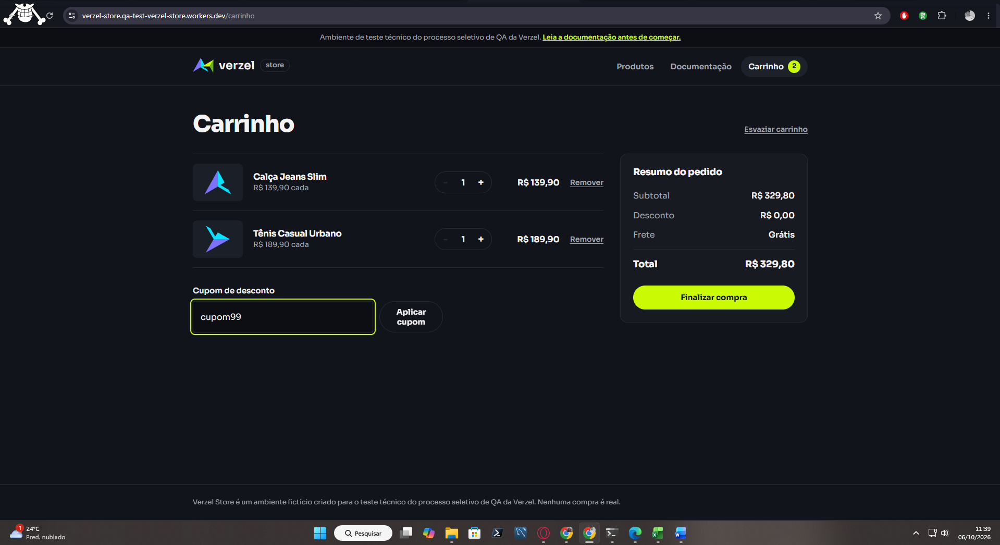 verzel-store.qa-test-verzel-store.workers.dev/carrinho
Ambiente de teste técnico do processo seletivo de QA da Verzel. Leia a documentação antes de começar.
verzel store
Produtos
Documentação
Carrinho 2
Carrinho
Esvaziar carrinho
Calça Jeans Slim
R$ 139,90 cada
- 1 +
R$ 139,90
Remover
Tênis Casual Urbano
R$ 189,90 cada
- 1 +
R$ 189,90
Remover
Cupom de desconto
cupom99
Aplicar
cupom
Resumo do pedido
Subtotal R$ 329,80
Desconto R$ 0,00
Frete Grátis
Total R$ 329,80
Finalizar compra
Verzel Store é um ambiente fictício criado para o teste técnico do processo seletivo de QA da Verzel. Nenhuma compra é real.
1
24°C
Pred. nublado
Pesquisar
11:39
06/10/2026